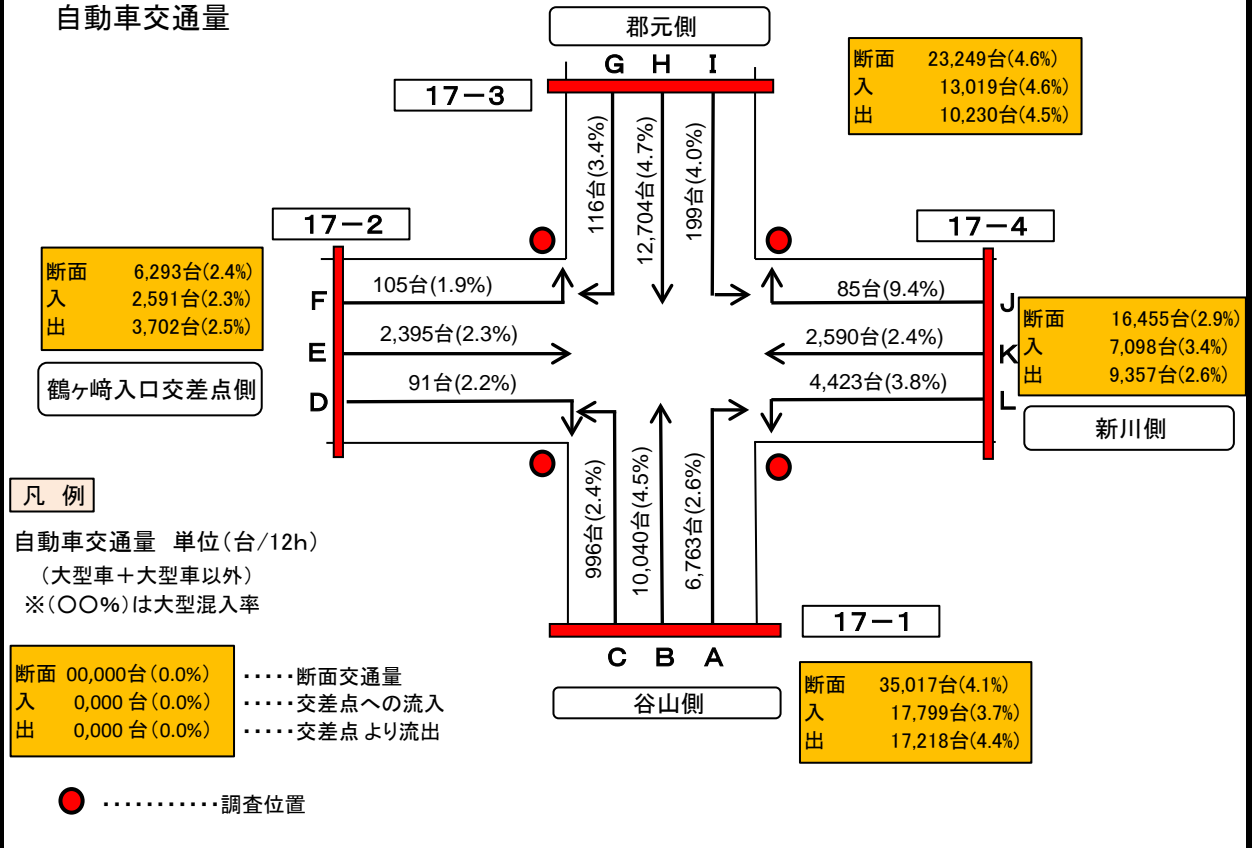 自動車交通量
郡元側
G H I
17－3
断面 23,249台(4.6%)
入 13,019台(4.6%)
出 10,230台(4.5%)
116台(3.4%)
12,704台(4.7%)
199台(4.0%)
17－2
17－4
断面 6,293台(2.4%)
入 2,591台(2.3%)
出 3,702台(2.5%)
鶴ヶ崎入口交差点側
F
E
D
105台(1.9%)
2,395台(2.3%)
91台(2.2%)
85台(9.4%)
2,590台(2.4%)
4,423台(3.8%)
J
K
L
断面 16,455台(2.9%)
入 7,098台(3.4%)
出 9,357台(2.6%)
新川側
996台(2.4%)
10,040台(4.5%)
6,763台(2.6%)
17－1
C B A
谷山側
断面 35,017台(4.1%)
入 17,799台(3.7%)
出 17,218台(4.4%)
凡 例
自動車交通量 単位(台/12h)
(大型車＋大型車以外)
※(〇〇%)は大型混入率
断面 00,000台(0.0%) ・・・・・断面交通量
入 0,000 台(0.0%) ・・・・・交差点への流入
出 0,000 台(0.0%) ・・・・・交差点より流出
・・・・・・・・・・・調査位置